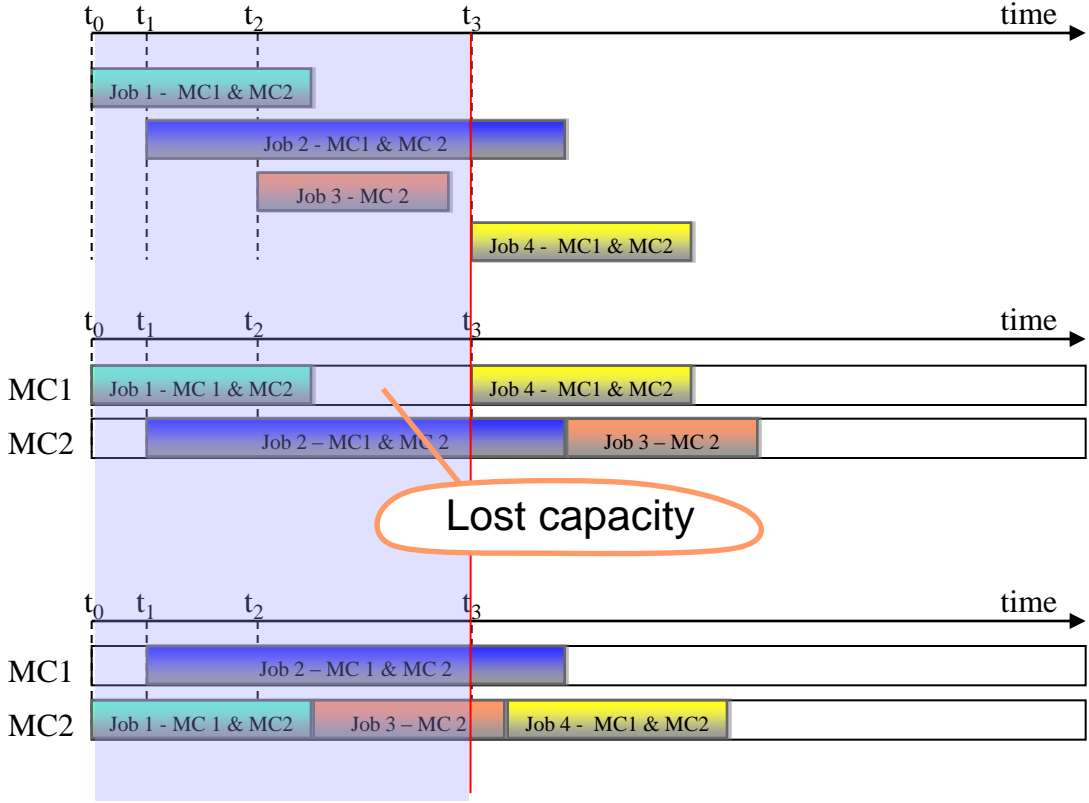 t0 t1 t2 t3 time
Job 1 - MC1 & MC2
Job 2 - MC1 & MC 2
Job 3 - MC 2
Job 4 - MC1 & MC2
t0 t1 t2 t3 time
MC1 Job 1 - MC 1 & MC2 Job 4 - MC1 & MC2
MC2 Job 2 – MC1 & MC 2 Job 3 – MC 2
Lost capacity
t0 t1 t2 t3 time
MC1 Job 2 – MC 1 & MC 2
MC2 Job 1 - MC 1 & MC2 Job 3 – MC 2 Job 4 - MC1 & MC2